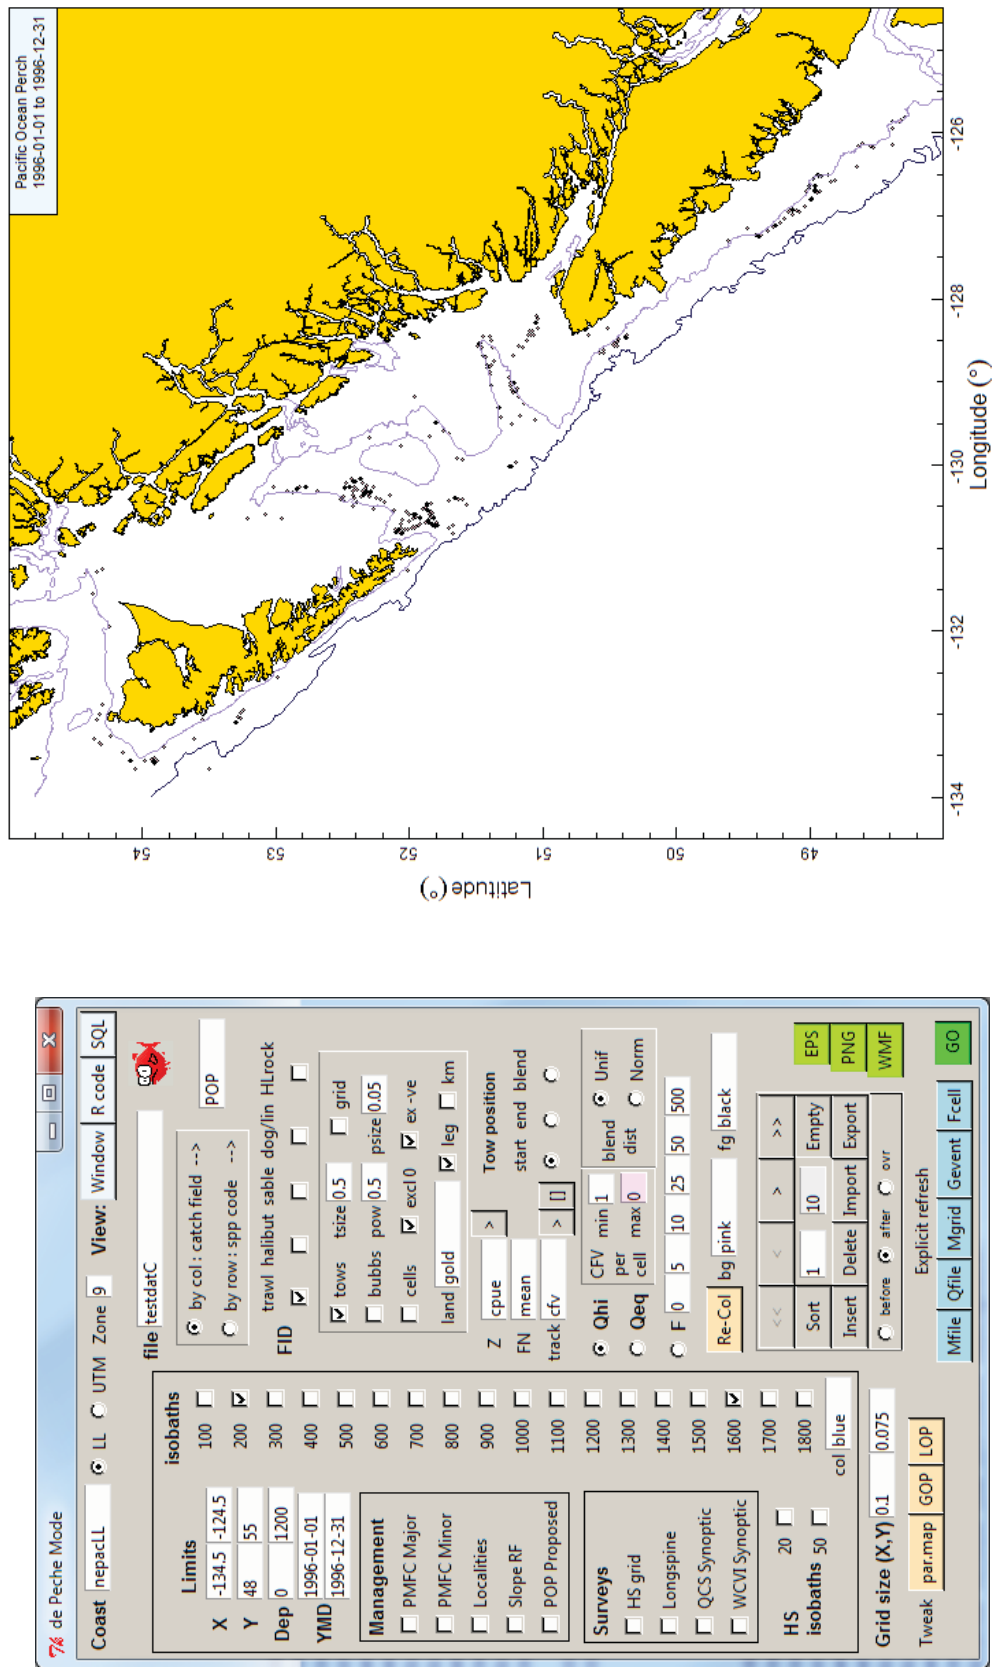 de Peche Mode
Coast nepacLL LL UTM Zone 9 View: Window R code SQL
Limits
X -134.5 -124.5
Y 48 55
Dep 0 1200
YMD 1996-01-01
1996-12-31
Management
PMFC Major
PMFC Minor
Localities
Slope RF
POP Proposed
Surveys
HS grid
Longspine
QCS Synoptic
WCVI Synoptic
HS 20
isobaths 50
isobaths
100
200
300
400
500
600
700
800
900
1000
1100
1200
1300
1400
1500
1600
1700
1800
col blue
file testdatC
by col : catch field -->
by row : spp code -->
POP
FID trawl halibut sable dog/lin HLrock
tows tsize 0.5 grid
bubbs pow 0.5 psize 0.05
cells excl 0 ex -ve
land gold leg km
Z cpue >
FN mean
track cfv > []
Tow position
start end blend
Qhi
Qeq
CFV min 1
per
cell max 0
blend Unif
dist Norm
F 0 5 10 25 50 500
Re-Col bg pink fg black
<< < > >>
Sort 1 10 Empty
Insert Delete Import Export
before after ovr
EPS
PNG
WMF
Grid size (X,Y) 0.1 0.075
Explicit refresh
Tweak par.map GOP LOP Mfile Qfile Mgrid Gevent Fcell GO
Pacific Ocean Perch
1996-01-01 to 1996-12-31
Latitude (°)
54
53
52
51
50
49
-134 -132 -130 -128 -126
Longitude (°)